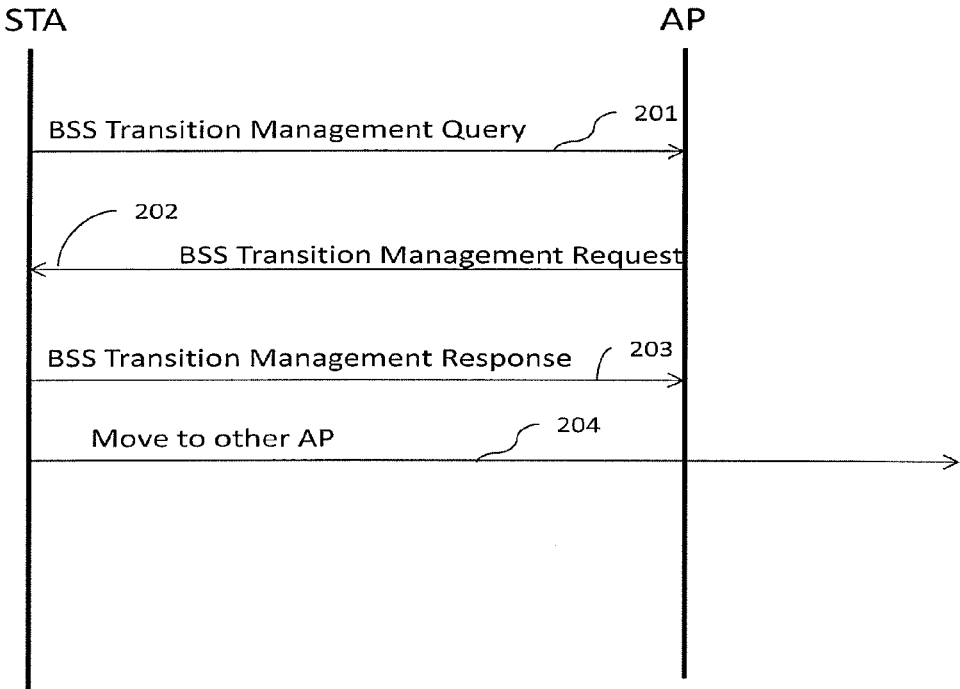 STA
AP
201
BSS Transition Management Query
202
BSS Transition Management Request
203
BSS Transition Management Response
204
Move to other AP